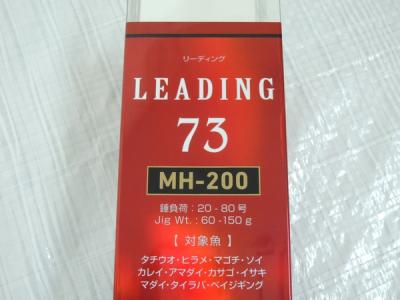 リーディング
LEADING
73
MH-200
錘負荷：20-80号
Jig Wt.：60-150g
【対象魚】
タチウオ・ヒラメ・マゴチ・ソイ
カレイ・アマダイ・カサゴ・イサキ
マダイ・タイラバ・ベイジギング